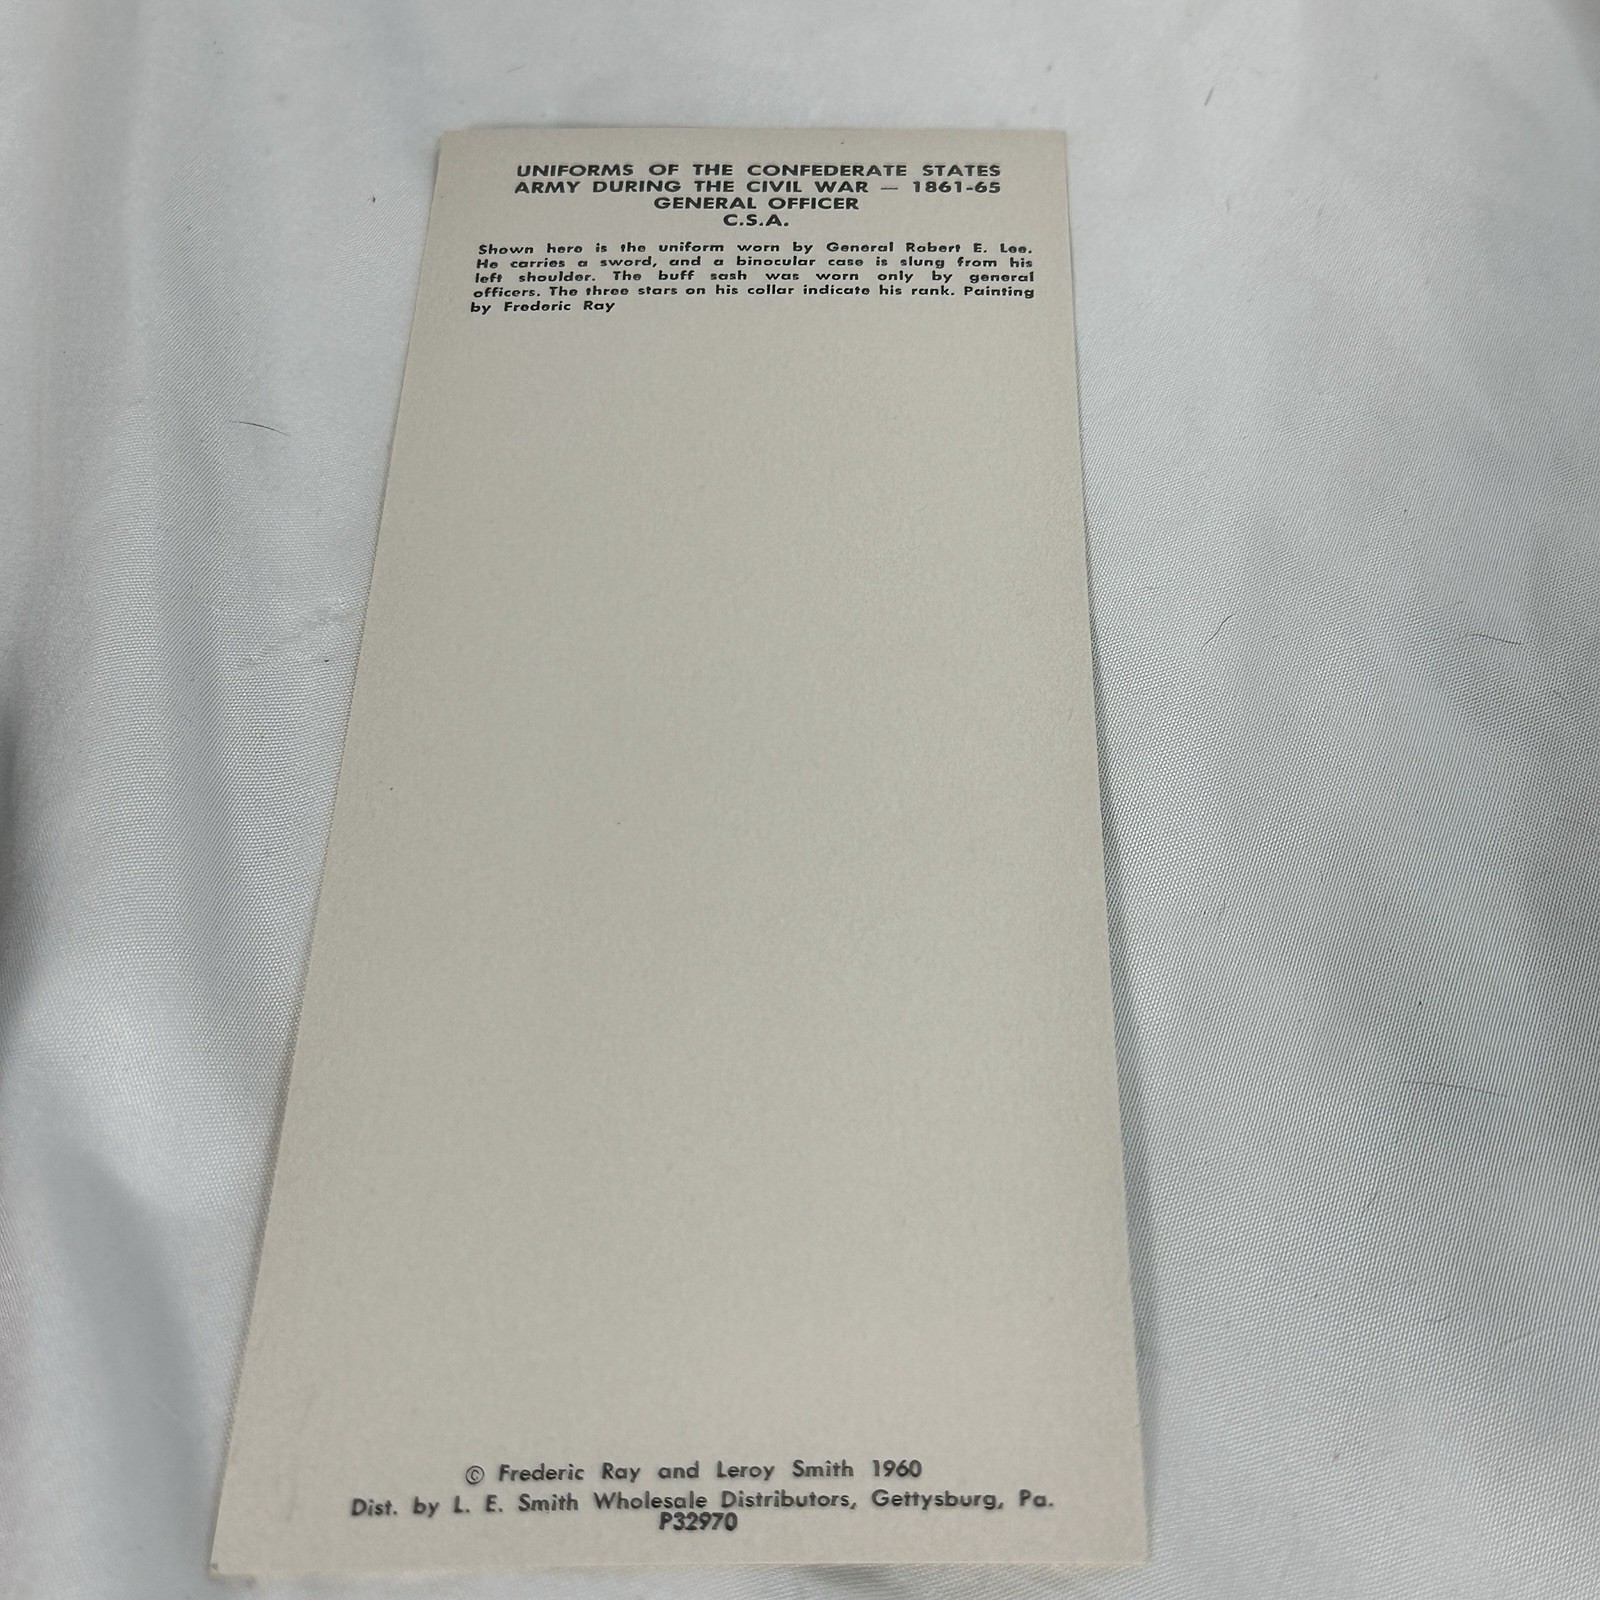 UNIFORMS OF THE CONFEDERATE STATES
ARMY DURING THE CIVIL WAR — 1861-65
GENERAL OFFICER
C.S.A.
Shown here is the uniform worn by General Robert E. Lee.
He carries a sword, and a binocular case is slung from his
left shoulder. The buff sash was worn only by general
officers. The three stars on his collar indicate his rank. Painting
by Frederic Ray
© Frederic Ray and Leroy Smith 1960
Dist. by L. E. Smith Wholesale Distributors, Gettysburg, Pa.
P32970